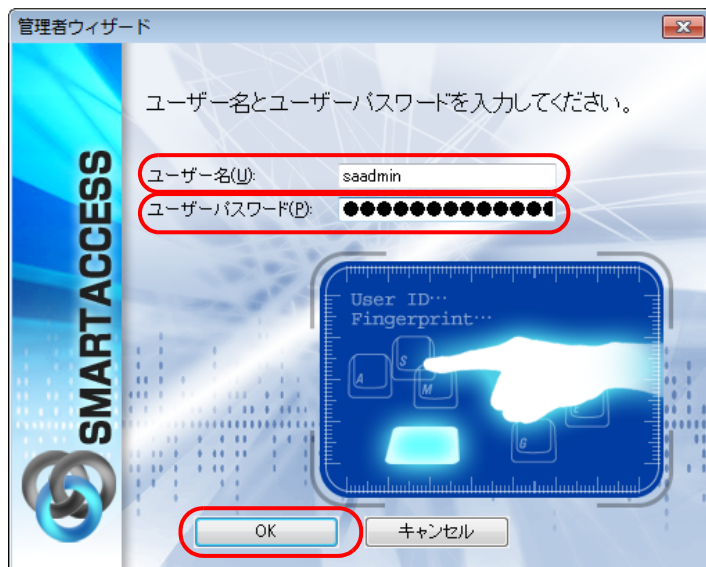 管理者ウィザード
ユーザー名とユーザーパスワードを入力してください。
ユーザー名(U): saadmin
ユーザーパスワード(P): ●●●●●●●●●●●●
SMARTACCESS
User ID…
Fingerprint…
S
A
M
E
G
OK
キャンセル